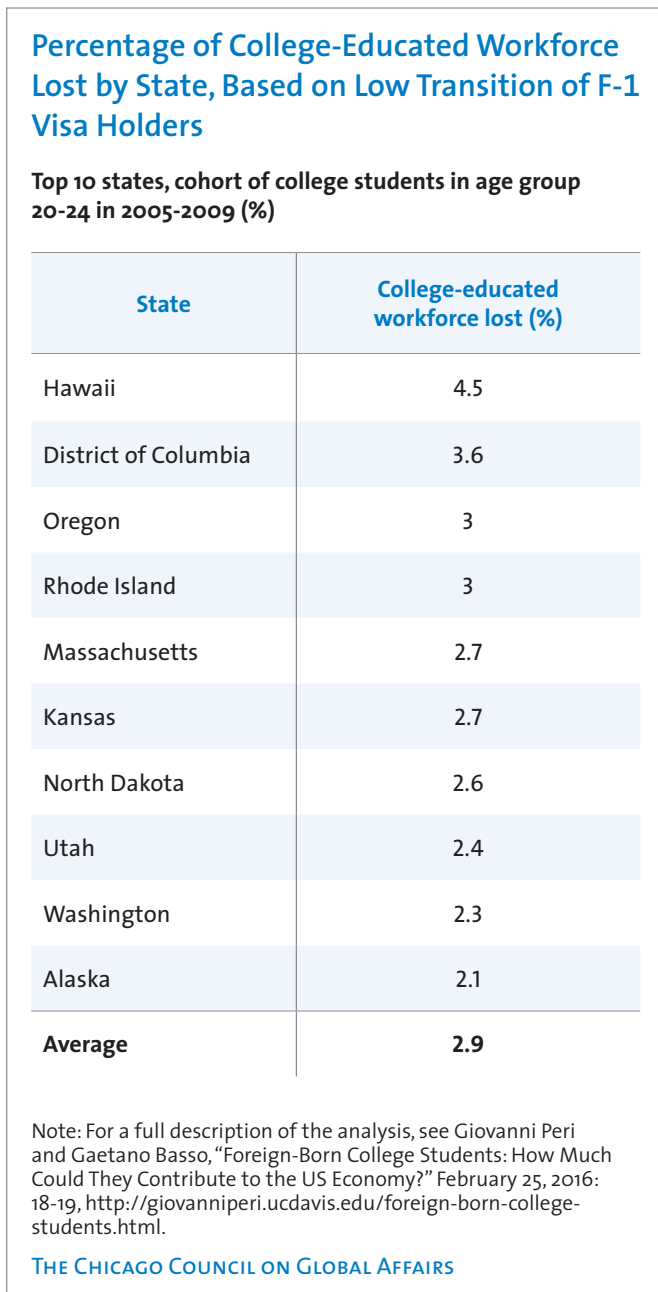 Percentage of College-Educated Workforce
Lost by State, Based on Low Transition of F-1
Visa Holders
Top 10 states, cohort of college students in age group
20-24 in 2005-2009 (%)
State
College-educated
workforce lost (%)
Hawaii 4.5
District of Columbia 3.6
Oregon 3
Rhode Island 3
Massachusetts 2.7
Kansas 2.7
North Dakota 2.6
Utah 2.4
Washington 2.3
Alaska 2.1
Average 2.9
Note: For a full description of the analysis, see Giovanni Peri
and Gaetano Basso, “Foreign-Born College Students: How Much
Could They Contribute to the US Economy?” February 25, 2016:
18-19, http://giovanniperi.ucdavis.edu/foreign-born-college-
students.html.
The Chicago Council on Global Affairs